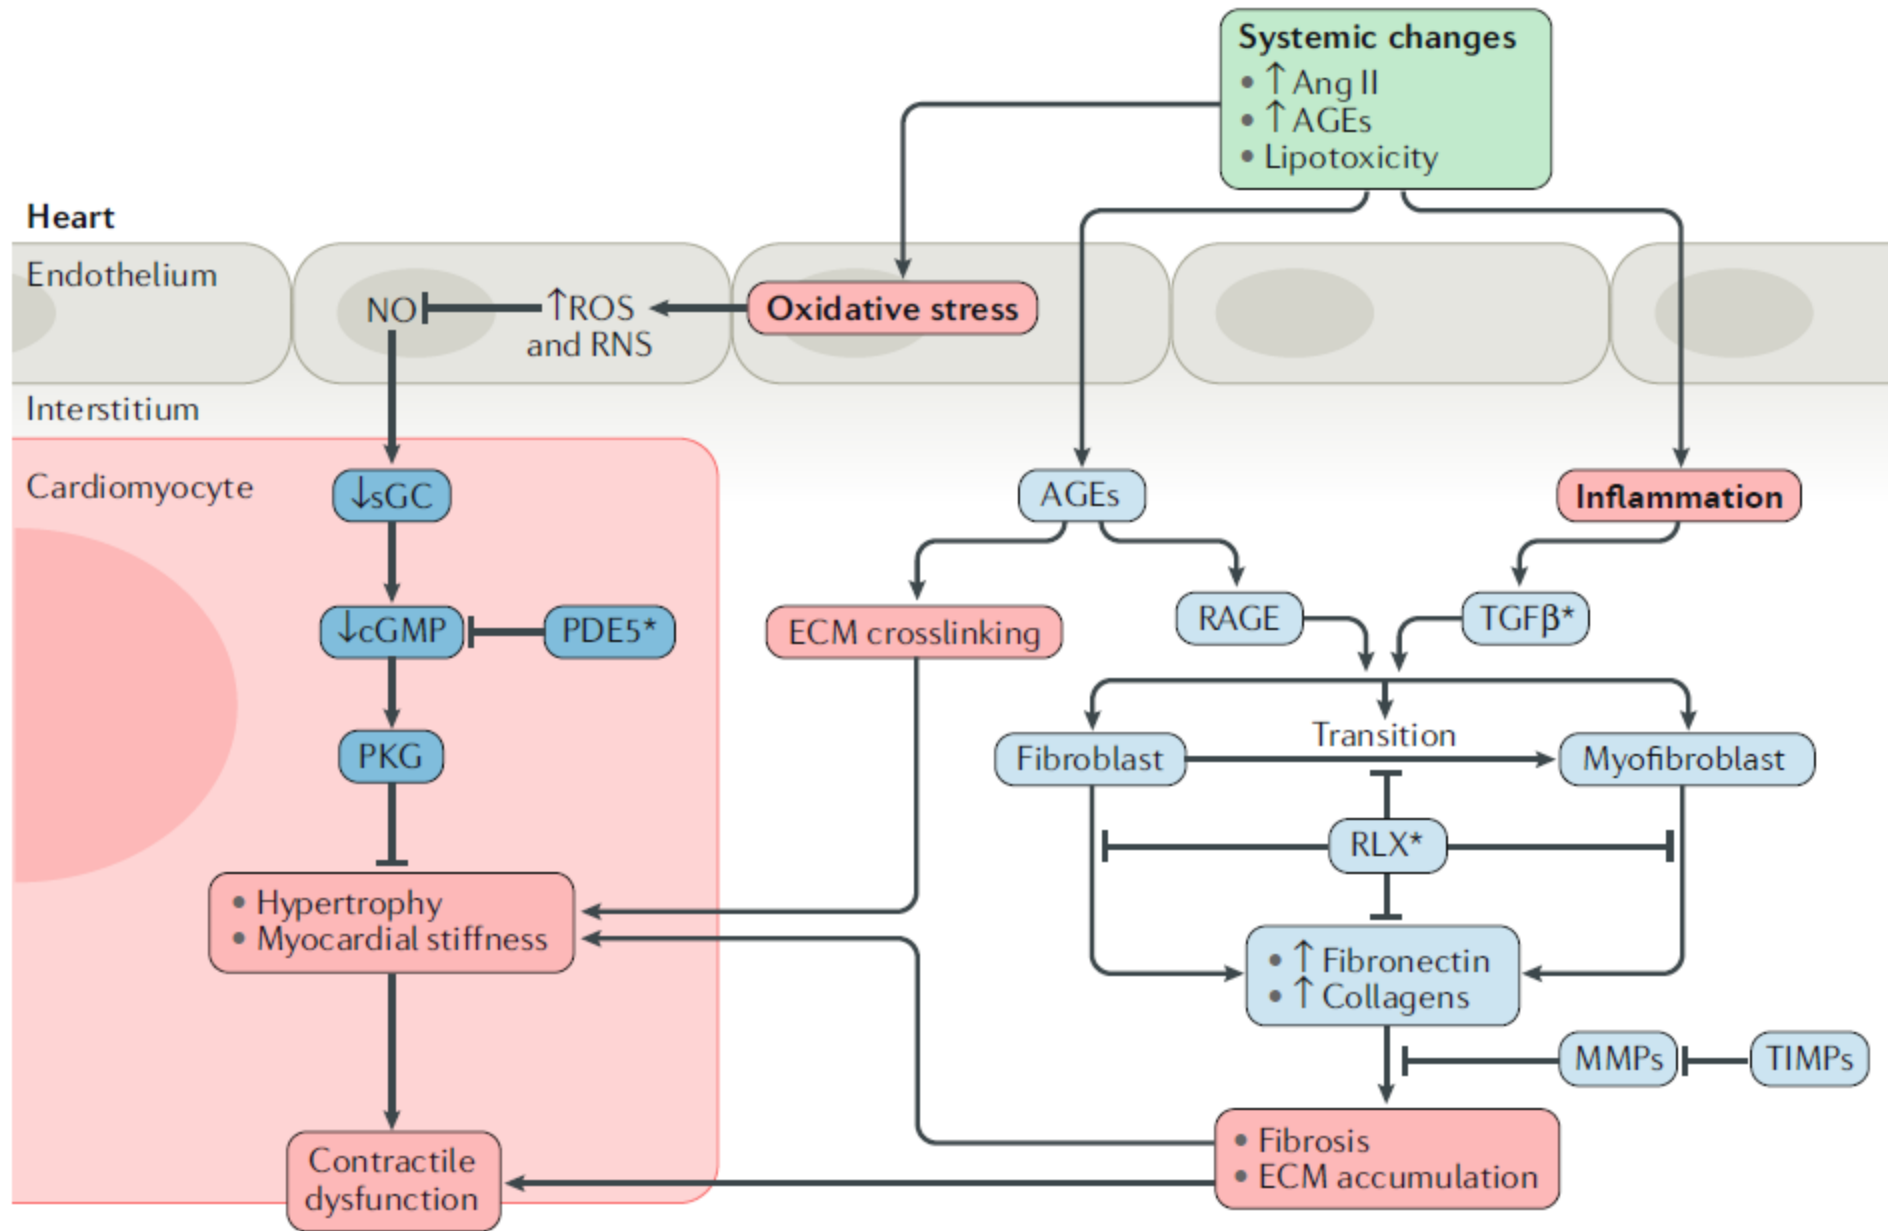 Systemic changes
• ↑ Ang II
• ↑ AGEs
• Lipotoxicity
Heart
Endothelium
NO
↑ROS
and RNS
Oxidative stress
Interstitium
Cardiomyocyte
↓sGC
AGEs
Inflammation
↓cGMP
PDE5*
ECM crosslinking
RAGE
TGFβ*
PKG
Fibroblast
Transition
Myofibroblast
RLX*
• Hypertrophy
• Myocardial stiffness
• ↑ Fibronectin
• ↑ Collagens
MMPs
TIMPs
Contractile
dysfunction
• Fibrosis
• ECM accumulation